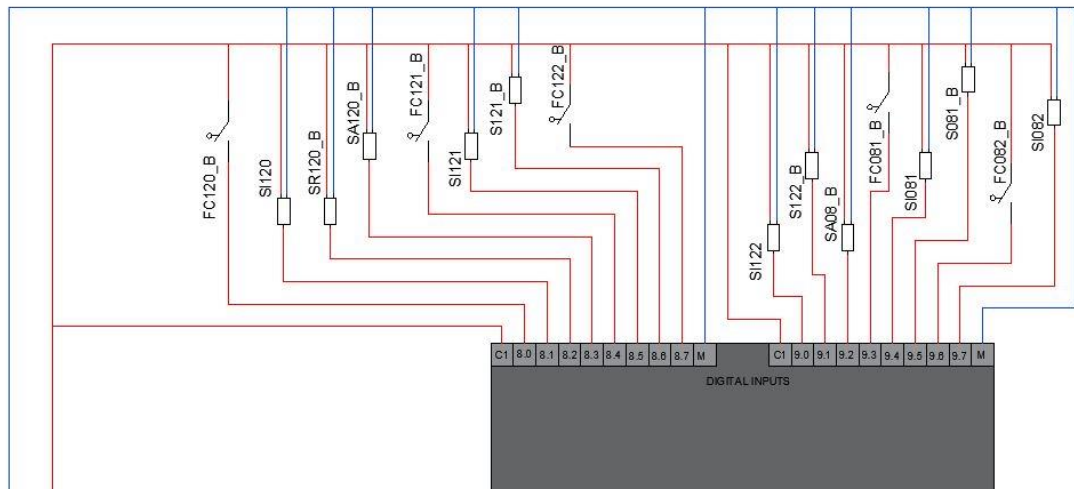 FC120_B
SI120
SR120_B
SA120_B
FC121_B
SI121
S121_B
FC122_B
SI122
S122_B
SA08_B
FC081_B
SI081
S081_B
FC082_B
SI082
C1 8.0 8.1 8.2 8.3 8.4 8.5 8.6 8.7 M
C1 9.0 9.1 9.2 9.3 9.4 9.5 9.6 9.7 M
DIGITAL INPUTS